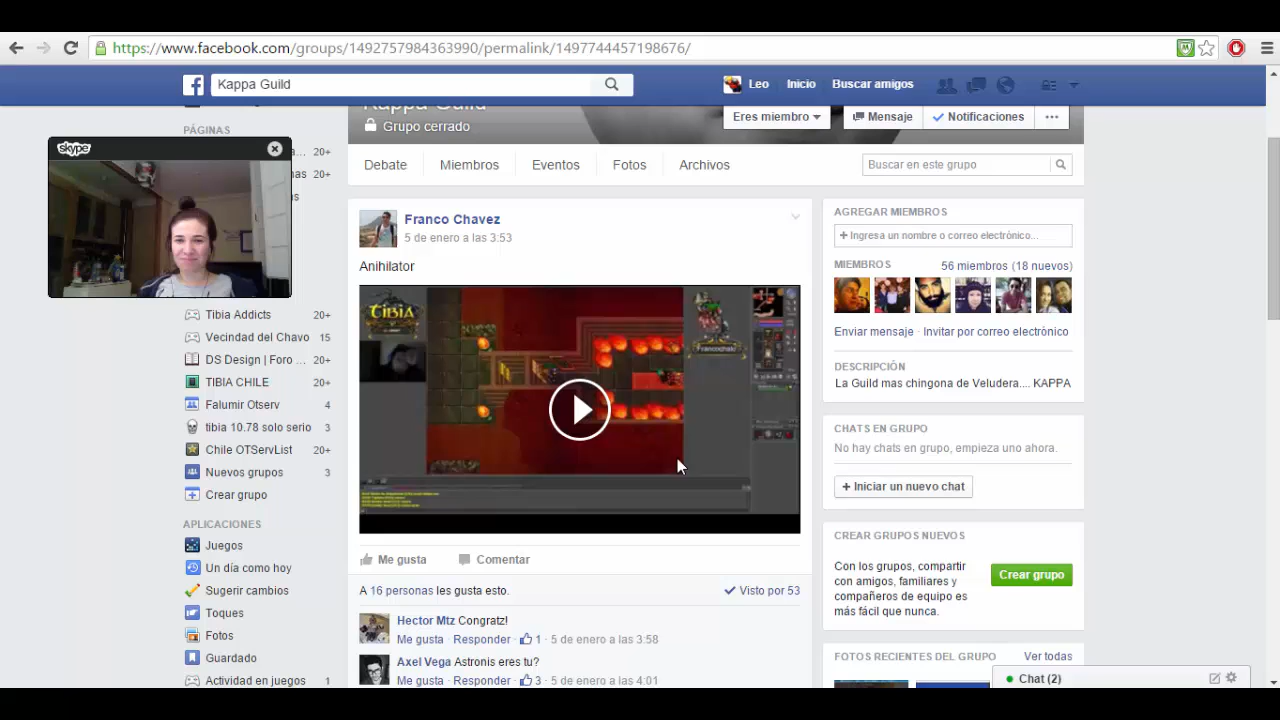 https://www.facebook.com/groups/1492757984363990/permalink/1497744457198676/
Kappa Guild
Leo Inicio Buscar amigos
Kappa Guild
Grupo cerrado
Eres miembro Mensaje Notificaciones
Debate Miembros Eventos Fotos Archivos
Buscar en este grupo
PÁGINAS
20+
20+
skype
Tibia Addicts 20+
Vecindad del Chavo 15
DS Design | Foro ... 20+
TIBIA CHILE 20+
Falumir Otserv 4
tibia 10.78 solo serio 3
Chile OTServList 20+
Nuevos grupos 3
Crear grupo
APLICACIONES
Juegos
Un día como hoy
Sugerir cambios
Toques
Fotos
Guardado
Actividad en juegos 1
Franco Chavez
5 de enero a las 3:53
Anihilator
TIBIA
Me gusta Comentar
A 16 personas les gusta esto.
Visto por 53
Hector Mtz Congratz!
Me gusta · Responder · 1 · 5 de enero a las 3:58
Axel Vega Astronis eres tu?
Me gusta · Responder · 3 · 5 de enero a las 4:01
AGREGAR MIEMBROS
+ Ingresa un nombre o correo electrónico...
MIEMBROS 56 miembros (18 nuevos)
Enviar mensaje · Invitar por correo electrónico
DESCRIPCIÓN
La Guild mas chingona de Veludera.... KAPPA
CHATS EN GRUPO
No hay chats en grupo, empieza uno ahora.
+ Iniciar un nuevo chat
CREAR GRUPOS NUEVOS
Con los grupos, compartir
con amigos, familiares y
compañeros de equipo es
más fácil que nunca.
Crear grupo
FOTOS RECIENTES DEL GRUPO Ver todas
Chat (2)